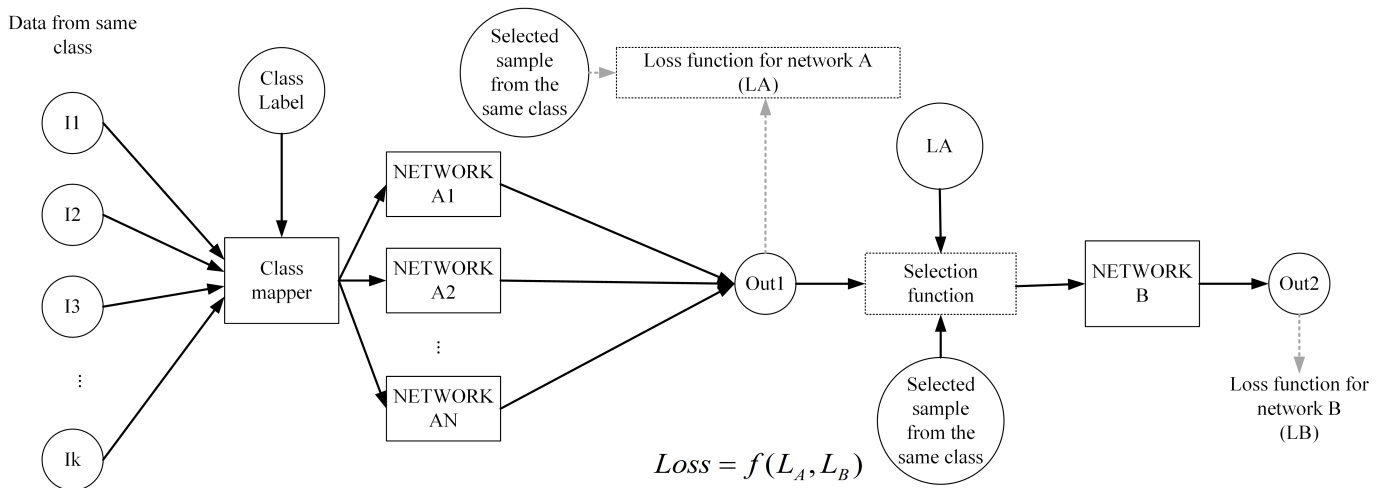 Data from same
class
I1
I2
I3
...
Ik
Class
Label
Class
mapper
NETWORK
A1
NETWORK
A2
...
NETWORK
AN
Selected
sample
from the
same class
Loss function for network A
(LA)
Out1
LA
Selection
function
Selected
sample
from the
same class
NETWORK
B
Out2
Loss function for
network B
(LB)
Loss = f(L_A, L_B)